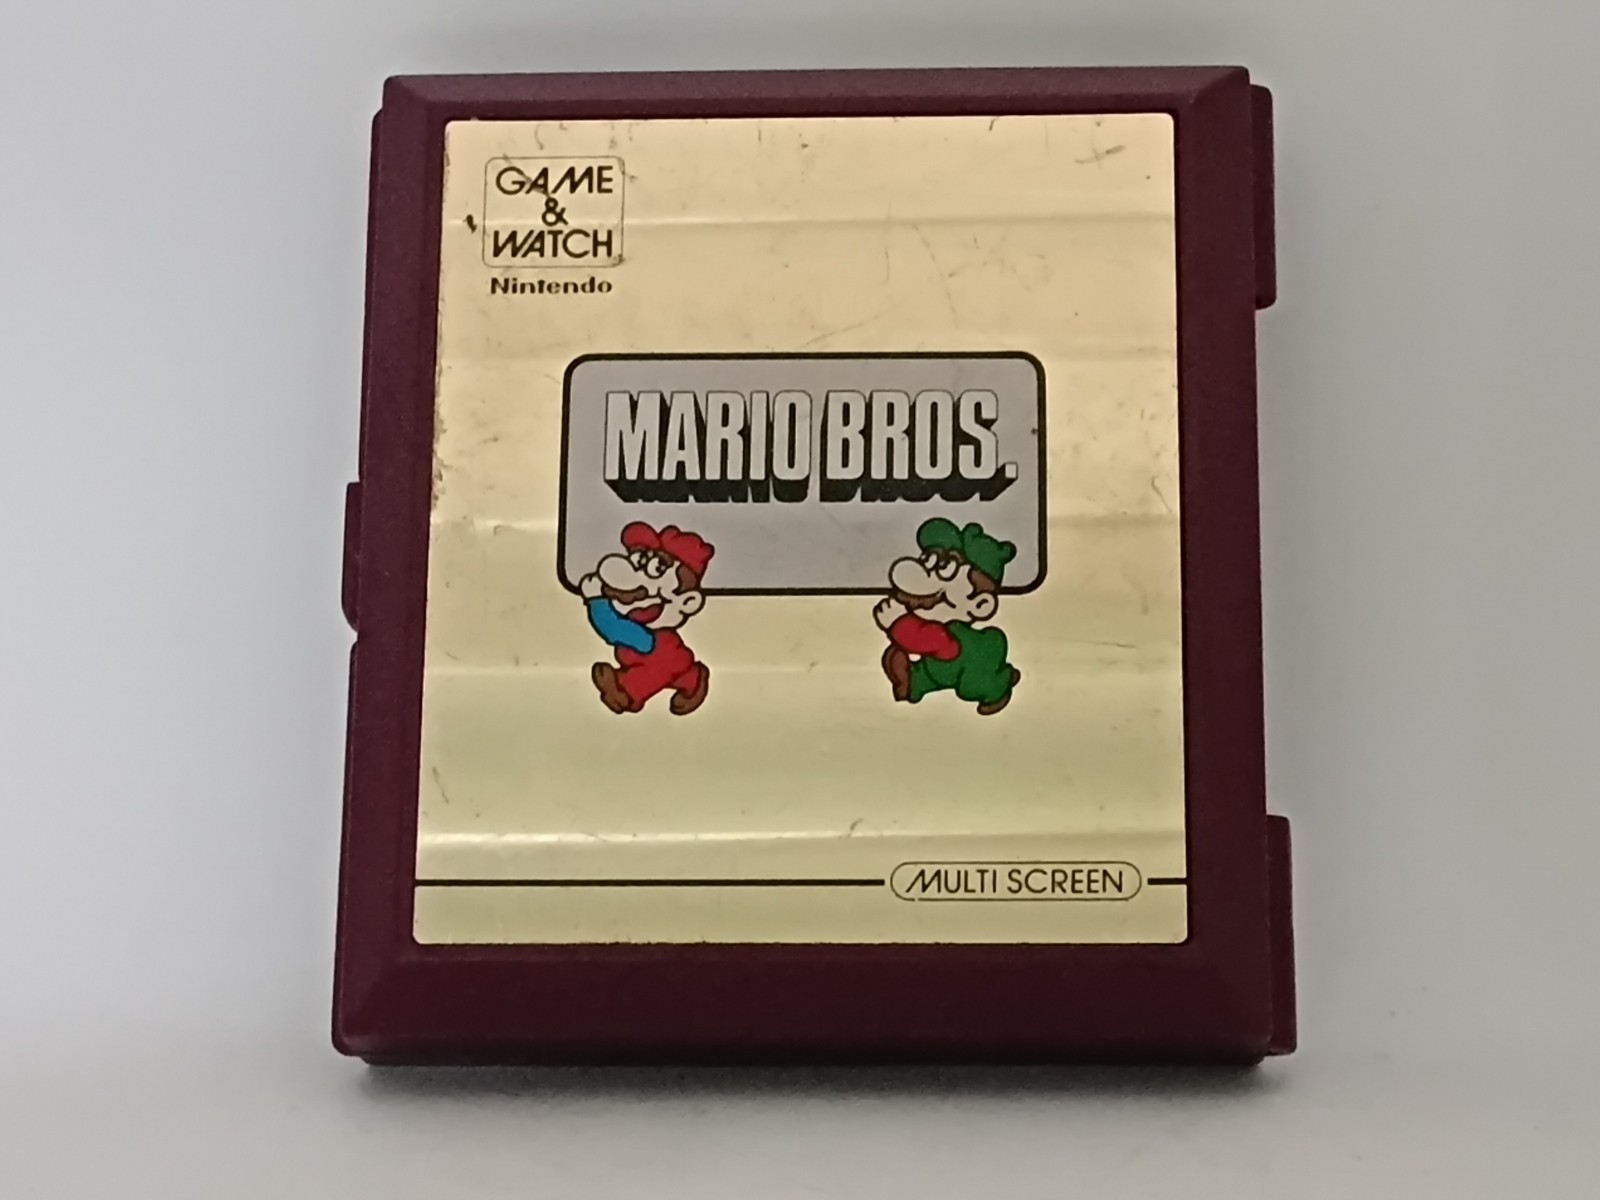 GAME
&
WATCH
Nintendo
MARIO BROS.
MULTI SCREEN